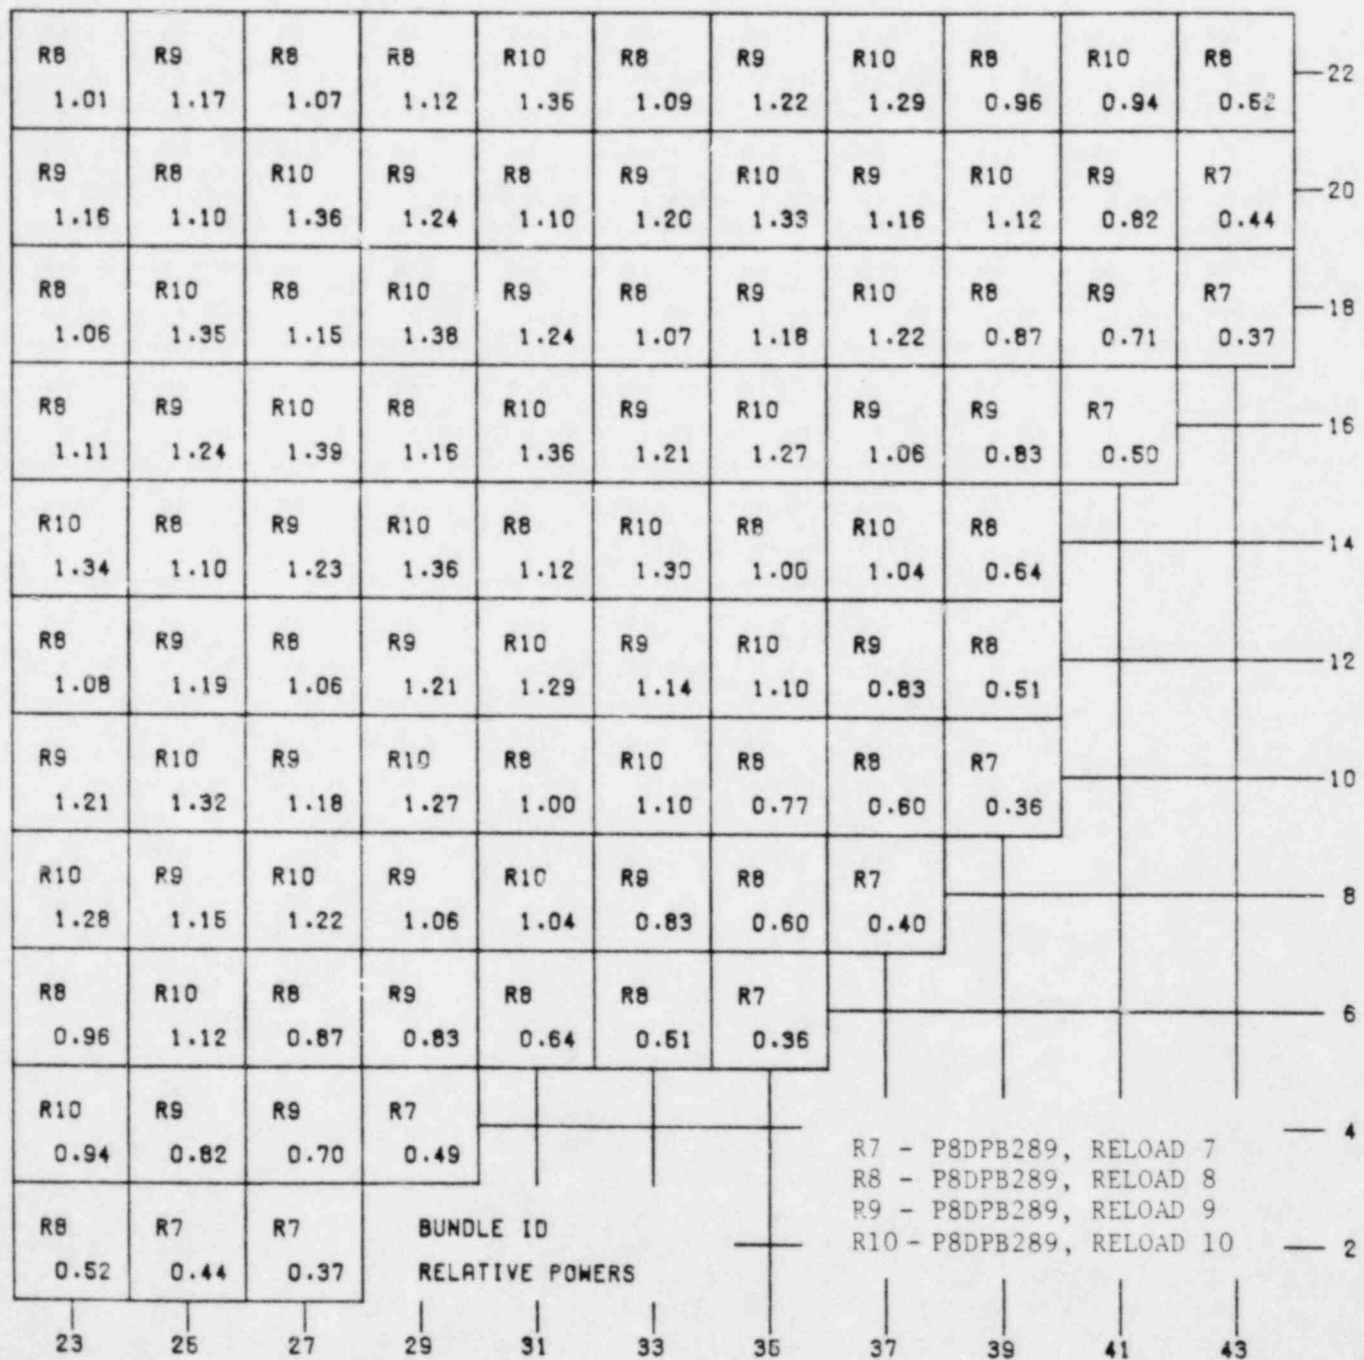 R8 R9 R8 R8 R10 R8 R9 R10 R8 R10 R8
1.01 1.17 1.07 1.12 1.36 1.09 1.22 1.29 0.96 0.94 0.52
22
R9 R8 R10 R9 R8 R9 R10 R9 R10 R9 R7
1.16 1.10 1.36 1.24 1.10 1.20 1.33 1.16 1.12 0.82 0.44
20
R8 R10 R8 R10 R9 R8 R9 R10 R8 R9 R7
1.06 1.35 1.15 1.38 1.24 1.07 1.18 1.22 0.87 0.71 0.37
18
R8 R9 R10 R8 R10 R9 R10 R9 R9 R7
1.11 1.24 1.39 1.16 1.36 1.21 1.27 1.06 0.83 0.50
16
R10 R8 R9 R10 R8 R10 R8 R10 R8
1.34 1.10 1.23 1.36 1.12 1.30 1.00 1.04 0.64
14
R8 R9 R8 R9 R10 R9 R10 R9 R8
1.08 1.19 1.06 1.21 1.29 1.14 1.10 0.83 0.51
12
R9 R10 R9 R10 R8 R10 R8 R8 R7
1.21 1.32 1.18 1.27 1.00 1.10 0.77 0.60 0.36
10
R10 R9 R10 R9 R10 R9 R8 R7
1.28 1.15 1.22 1.06 1.04 0.83 0.60 0.40
8
R8 R10 R8 R9 R8 R8 R7
0.96 1.12 0.87 0.83 0.64 0.51 0.36
6
R10 R9 R9 R7
0.94 0.82 0.70 0.49
4
R8 R7 R7
0.52 0.44 0.37
2
BUNDLE ID
RELATIVE POWERS
R7 - P8DPB289, RELOAD 7
R8 - P8DPB289, RELOAD 8
R9 - P8DPB289, RELOAD 9
R10 - P8DPB289, RELOAD 10
23 25 27 29 31 33 35 37 39 41 43